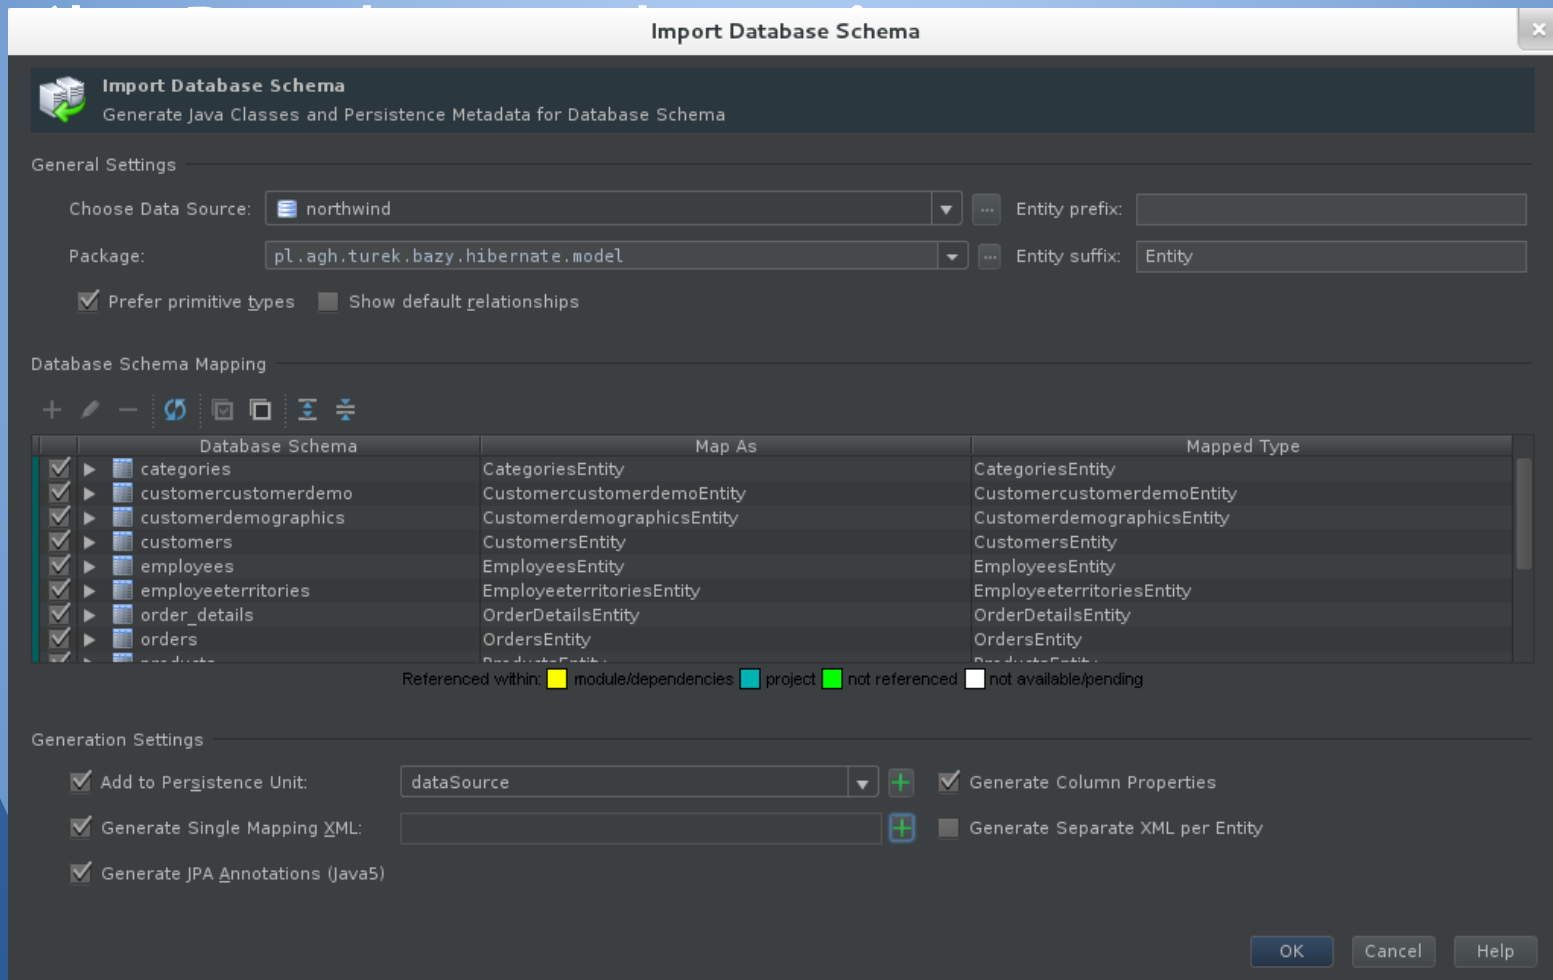 Import Database Schema
Import Database Schema
Generate Java Classes and Persistence Metadata for Database Schema
General Settings
Choose Data Source: northwind ... Entity prefix:
Package: pl.agh.turek.bazy.hibernate.model ... Entity suffix: Entity
Prefer primitive types Show default relationships
Database Schema Mapping
Database Schema Map As Mapped Type
categories CategoriesEntity CategoriesEntity
customercustomerdemo CustomercustomerdemoEntity CustomercustomerdemoEntity
customerdemographics CustomerdemographicsEntity CustomerdemographicsEntity
customers CustomersEntity CustomersEntity
employees EmployeesEntity EmployeesEntity
employeeterritories EmployeeterritoriesEntity EmployeeterritoriesEntity
order_details OrderDetailsEntity OrderDetailsEntity
orders OrdersEntity OrdersEntity
products ProductsEntity ProductsEntity
Referenced within: module/dependencies project not referenced not available/pending
Generation Settings
Add to Persistence Unit: dataSource Generate Column Properties
Generate Single Mapping XML: Generate Separate XML per Entity
Generate JPA Annotations (Java5)
OK Cancel Help